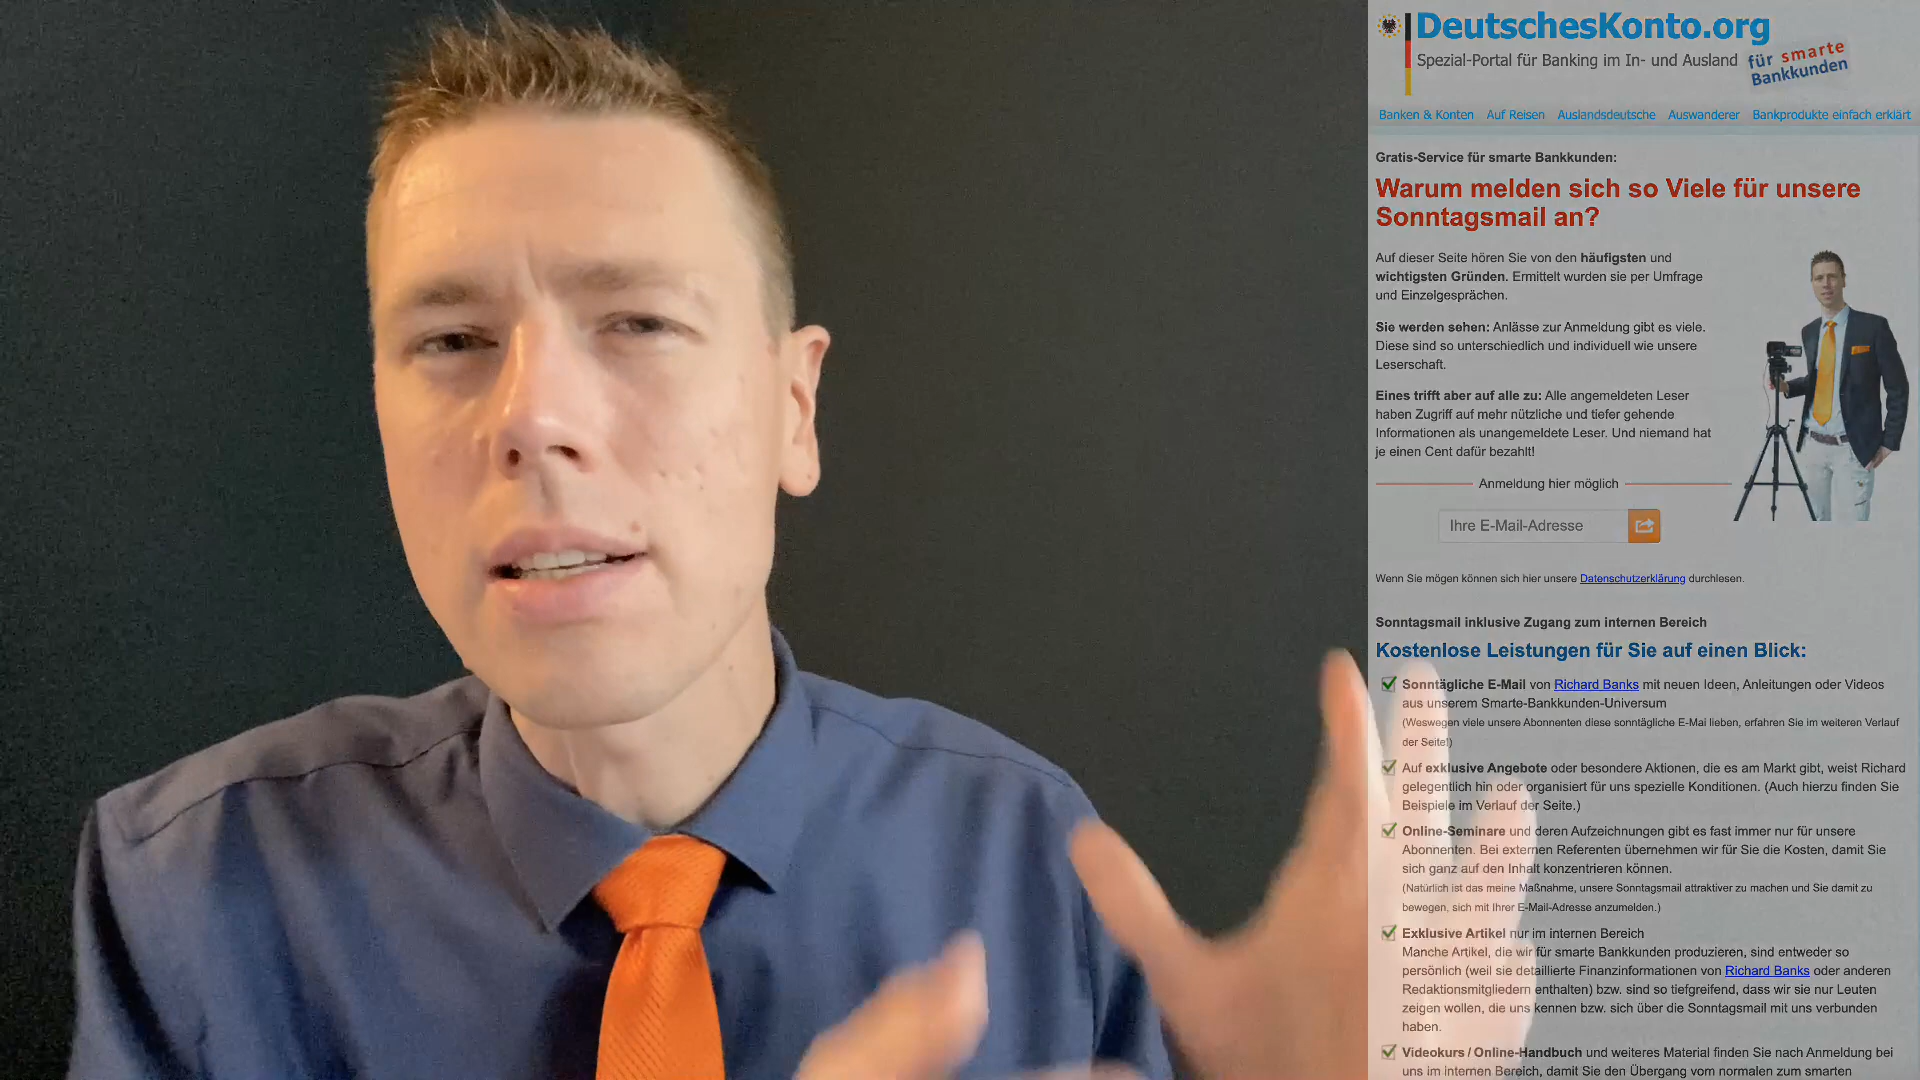 DeutschesKonto.org
Spezial-Portal für Banking im In- und Ausland
für smarte
Bankkunden
Banken & Konten Auf Reisen Auslandsdeutsche Auswanderer Bankprodukte einfach erklärt
Gratis-Service für smarte Bankkunden:
Warum melden sich so Viele für unsere
Sonntagsmail an?
Auf dieser Seite hören Sie von den häufigsten und
wichtigsten Gründen. Ermittelt wurden sie per Umfrage
und Einzelgesprächen.
Sie werden sehen: Anlässe zur Anmeldung gibt es viele.
Diese sind so unterschiedlich und individuell wie unsere
Leserschaft.
Eines trifft aber auf alle zu: Alle angemeldeten Leser
haben Zugriff auf mehr nützliche und tiefer gehende
Informationen als unangemeldete Leser. Und niemand hat
je einen Cent dafür bezahlt!
Anmeldung hier möglich
Ihre E-Mail-Adresse
Wenn Sie mögen können sich hier unsere Datenschutzerklärung durchlesen.
Sonntagsmail inklusive Zugang zum internen Bereich
Kostenlose Leistungen für Sie auf einen Blick:
Sonntägliche E-Mail von Richard Banks mit neuen Ideen, Anleitungen oder Videos
aus unserem Smarte-Bankkunden-Universum
(Weswegen viele unsere Abonnenten diese sonntägliche E-Mai lieben, erfahren Sie im weiteren Verlauf
der Seite!)
Auf exklusive Angebote oder besondere Aktionen, die es am Markt gibt, weist Richard
gelegentlich hin oder organisiert für uns spezielle Konditionen. (Auch hierzu finden Sie
Beispiele im Verlauf der Seite.)
Online-Seminare und deren Aufzeichnungen gibt es fast immer nur für unsere
Abonnenten. Bei externen Referenten übernehmen wir für Sie die Kosten, damit Sie
sich ganz auf den Inhalt konzentrieren können.
(Natürlich ist das meine Maßnahme, unsere Sonntagsmail attraktiver zu machen und Sie damit zu
bewegen, sich mit Ihrer E-Mail-Adresse anzumelden.)
Exklusive Artikel nur im internen Bereich
Manche Artikel, die wir für smarte Bankkunden produzieren, sind entweder so
persönlich (weil sie detaillierte Finanzinformationen von Richard Banks oder anderen
Redaktionsmitgliedern enthalten) bzw. sind so tiefgreifend, dass wir sie nur Leuten
zeigen wollen, die uns kennen bzw. sich über die Sonntagsmail mit uns verbunden
haben.
Videokurs / Online-Handbuch und weiteres Material finden Sie nach Anmeldung bei
uns im internen Bereich, damit Sie den Übergang vom normalen zum smarten